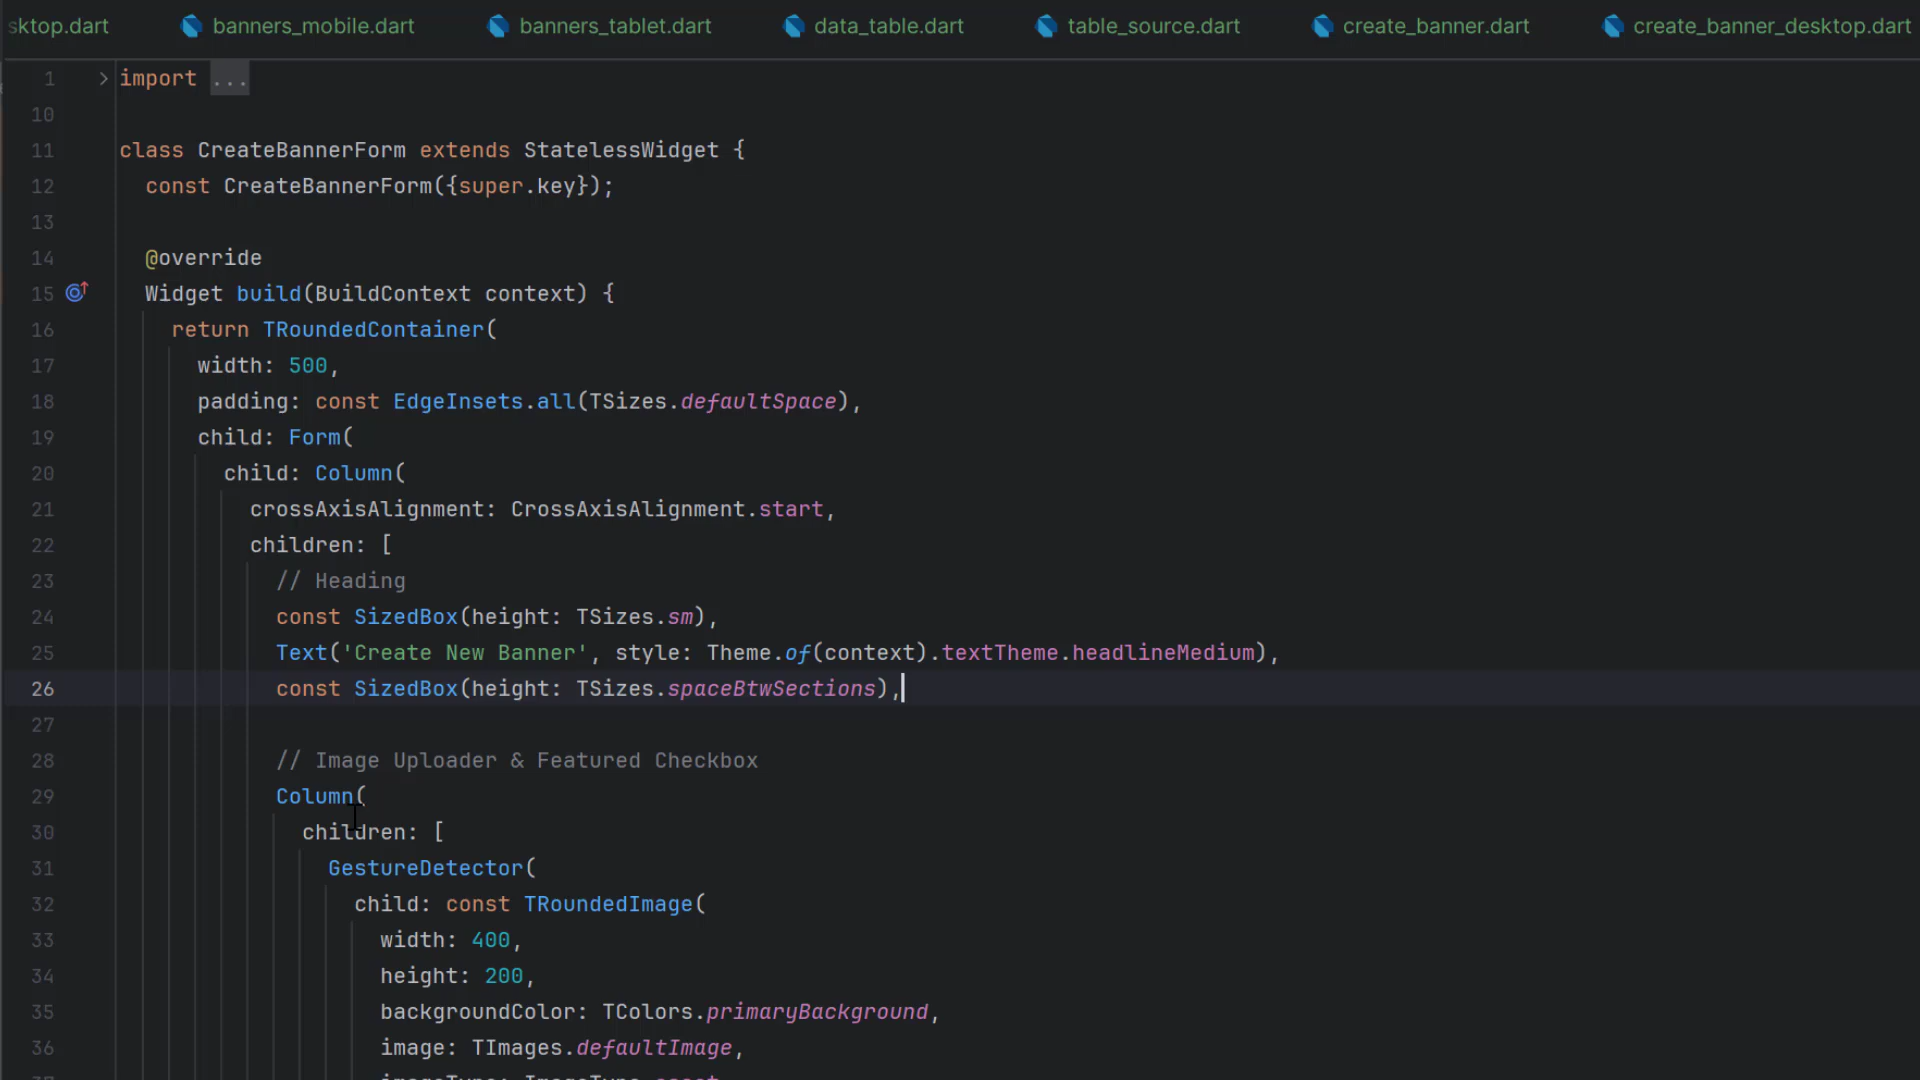 sktop.dart banners_mobile.dart banners_tablet.dart data_table.dart table_source.dart create_banner.dart create_banner_desktop.dart
1 import ...
10
11 class CreateBannerForm extends StatelessWidget {
12 const CreateBannerForm({super.key});
13
14 @override
15 Widget build(BuildContext context) {
16 return TRoundedContainer(
17 width: 500,
18 padding: const EdgeInsets.all(TSizes.defaultSpace),
19 child: Form(
20 child: Column(
21 crossAxisAlignment: CrossAxisAlignment.start,
22 children: [
23 // Heading
24 const SizedBox(height: TSizes.sm),
25 Text('Create New Banner', style: Theme.of(context).textTheme.headlineMedium),
26 const SizedBox(height: TSizes.spaceBtwSections),
27
28 // Image Uploader & Featured Checkbox
29 Column(
30 children: [
31 GestureDetector(
32 child: const TRoundedImage(
33 width: 400,
34 height: 200,
35 backgroundColor: TColors.primaryBackground,
36 image: TImages.defaultImage,